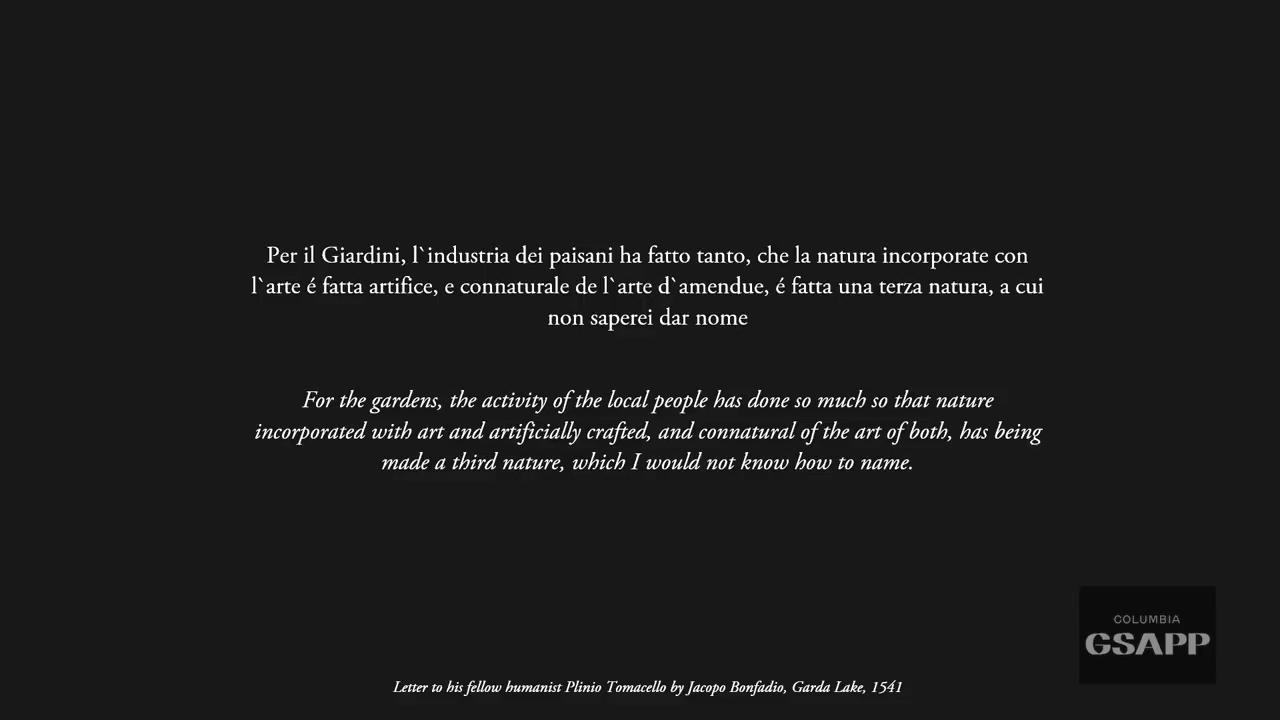 Per il Giardini, l`industria dei paisani ha fatto tanto, che la natura incorporate con
l`arte é fatta artifice, e connaturale de l`arte d`amendue, é fatta una terza natura, a cui
non saperei dar nome
For the gardens, the activity of the local people has done so much so that nature
incorporated with art and artificially crafted, and connatural of the art of both, has being
made a third nature, which I would not know how to name.
COLUMBIA
GSAPP
Letter to his fellow humanist Plinio Tomacello by Jacopo Bonfadio, Garda Lake, 1541